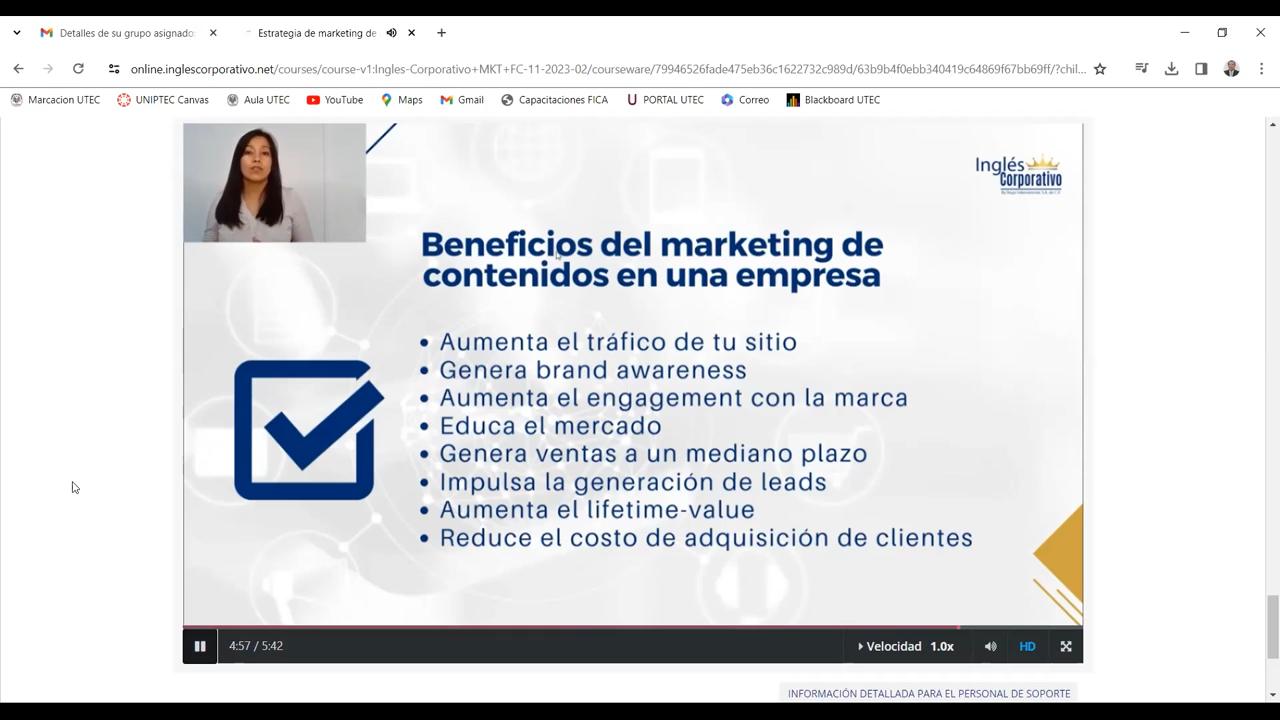 Detalles de su grupo asignado
Estrategia de marketing de
online.inglescorporativo.net/courses/course-v1:Ingles-Corporativo+MKT+FC-11-2023-02/courseware/79946526fade475eb36c1622732c989d/63b9b4f0ebb340419c64869f67bb69ff/?chil...
Marcacion UTEC
UNIPTEC Canvas
Aula UTEC
YouTube
Maps
Gmail
Capacitaciones FICA
PORTAL UTEC
Correo
Blackboard UTEC
Inglés
Corporativo
Beneficios del marketing de
contenidos en una empresa
• Aumenta el tráfico de tu sitio
• Genera brand awareness
• Aumenta el engagement con la marca
• Educa el mercado
• Genera ventas a un mediano plazo
• Impulsa la generación de leads
• Aumenta el lifetime-value
• Reduce el costo de adquisición de clientes
4:57 / 5:42
Velocidad 1.0x
HD
INFORMACIÓN DETALLADA PARA EL PERSONAL DE SOPORTE